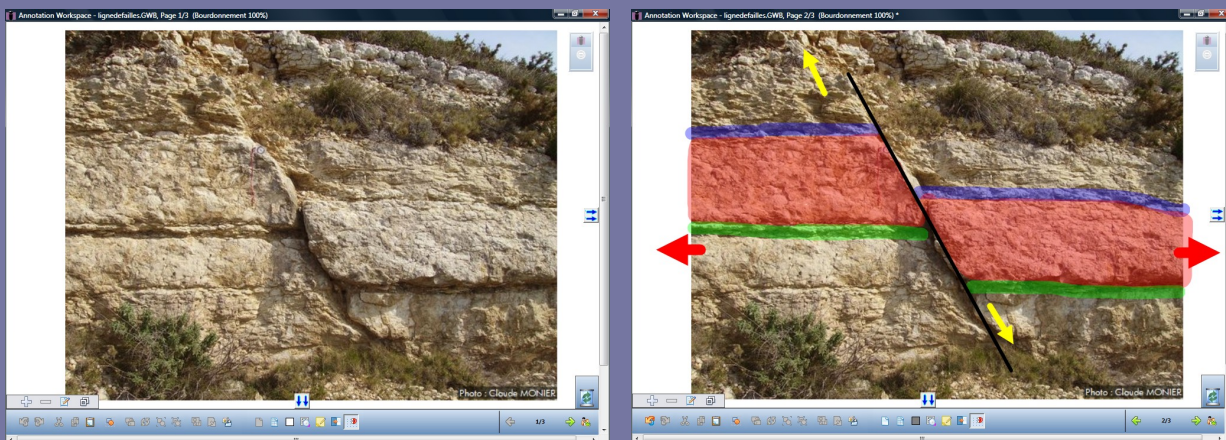 Annotation Workspace - lignedefailles.GWB, Page 1/3 (Bourdonnement 100%)
Photo : Claude MONIER
1/3
Annotation Workspace - lignedefailles.GWB, Page 2/3 (Bourdonnement 100%) *
Photo : Claude MONIER
2/3